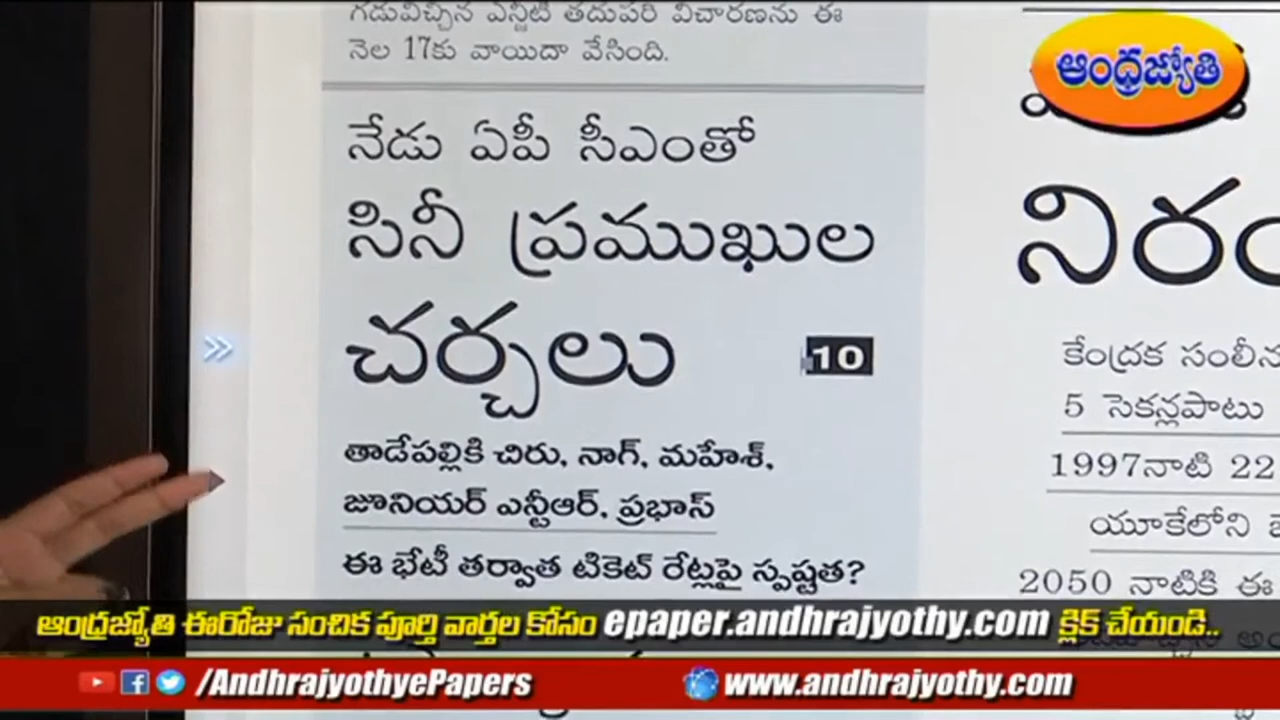 గడువిచ్చిన ఎన్జీటీ తదుపరి విచారణను ఈ
నెల 17కు వాయిదా వేసింది.
నేడు ఏపీ సీఎంతో
సినీ ప్రముఖుల
చర్చలు
10
తాడేపల్లికి చిరు, నాగ్, మహేశ్,
జూనియర్ ఎన్టీఆర్, ప్రభాస్
ఈ భేటీ తర్వాత టికెట్ రేట్లపై స్పష్టత?
ఆంధ్రజ్యోతి
నిరం
కేంద్రక సంలీన
5 సెకన్లపాటు
1997నాటి 22
యూకేలోని
2050 నాటికి ఈ
ఆంధ్రజ్యోతి ఈరోజు సంచిక పూర్తి వార్తల కోసం epaper.andhrajyothy.com క్లిక్ చేయండి..
/AndhrajyothyePapers
www.andhrajyothy.com